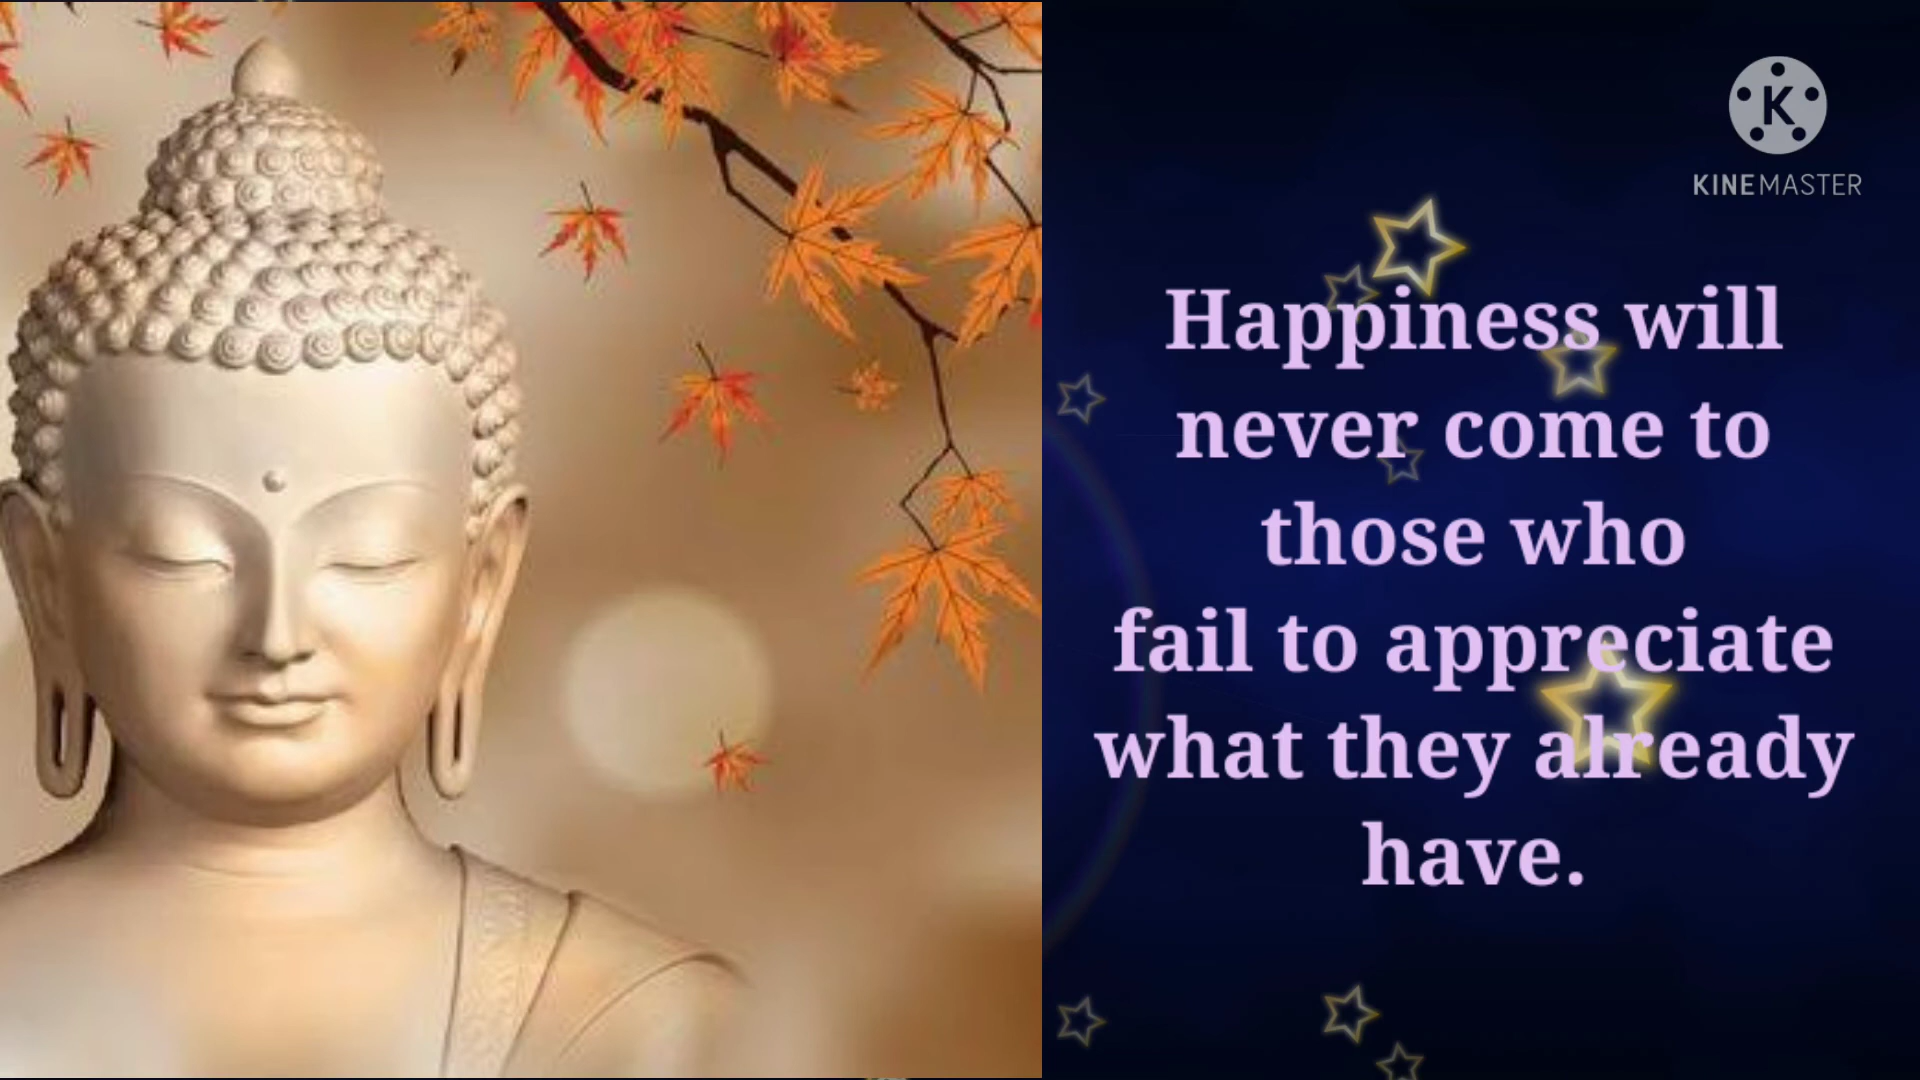 K
KINEMASTER
Happiness will
never come to
those who
fail to appreciate
what they already
have.